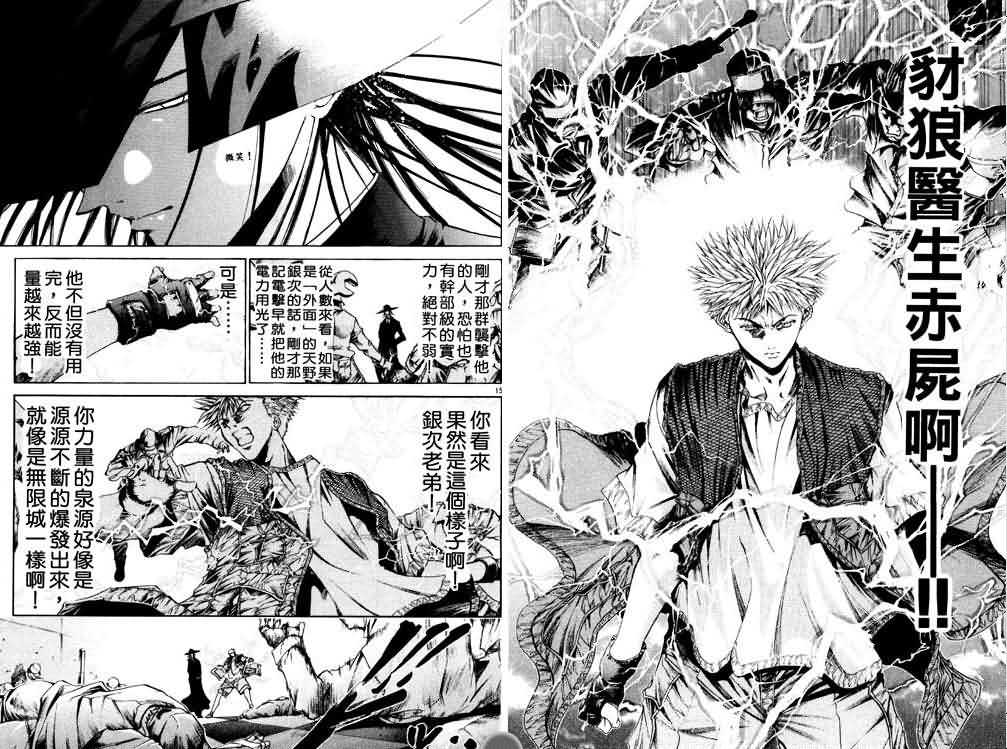 豺狼醫生赤屍啊——!!
微笑！
剛才那群襲擊他
的人，恐怕也
有幹部級的實
力，絕對不弱！
從人數來看，如果
是「外面」的天野
銀次的話，剛才那
記電擊早就把他的
電力用光了……
可是……
他不但沒有用
完，反而能
量越來越強！
15
你看來
果然是這個樣子啊！
銀次老弟！
你力量的泉源好像是
源源不斷的爆發出來，
就像是無限城一樣啊！